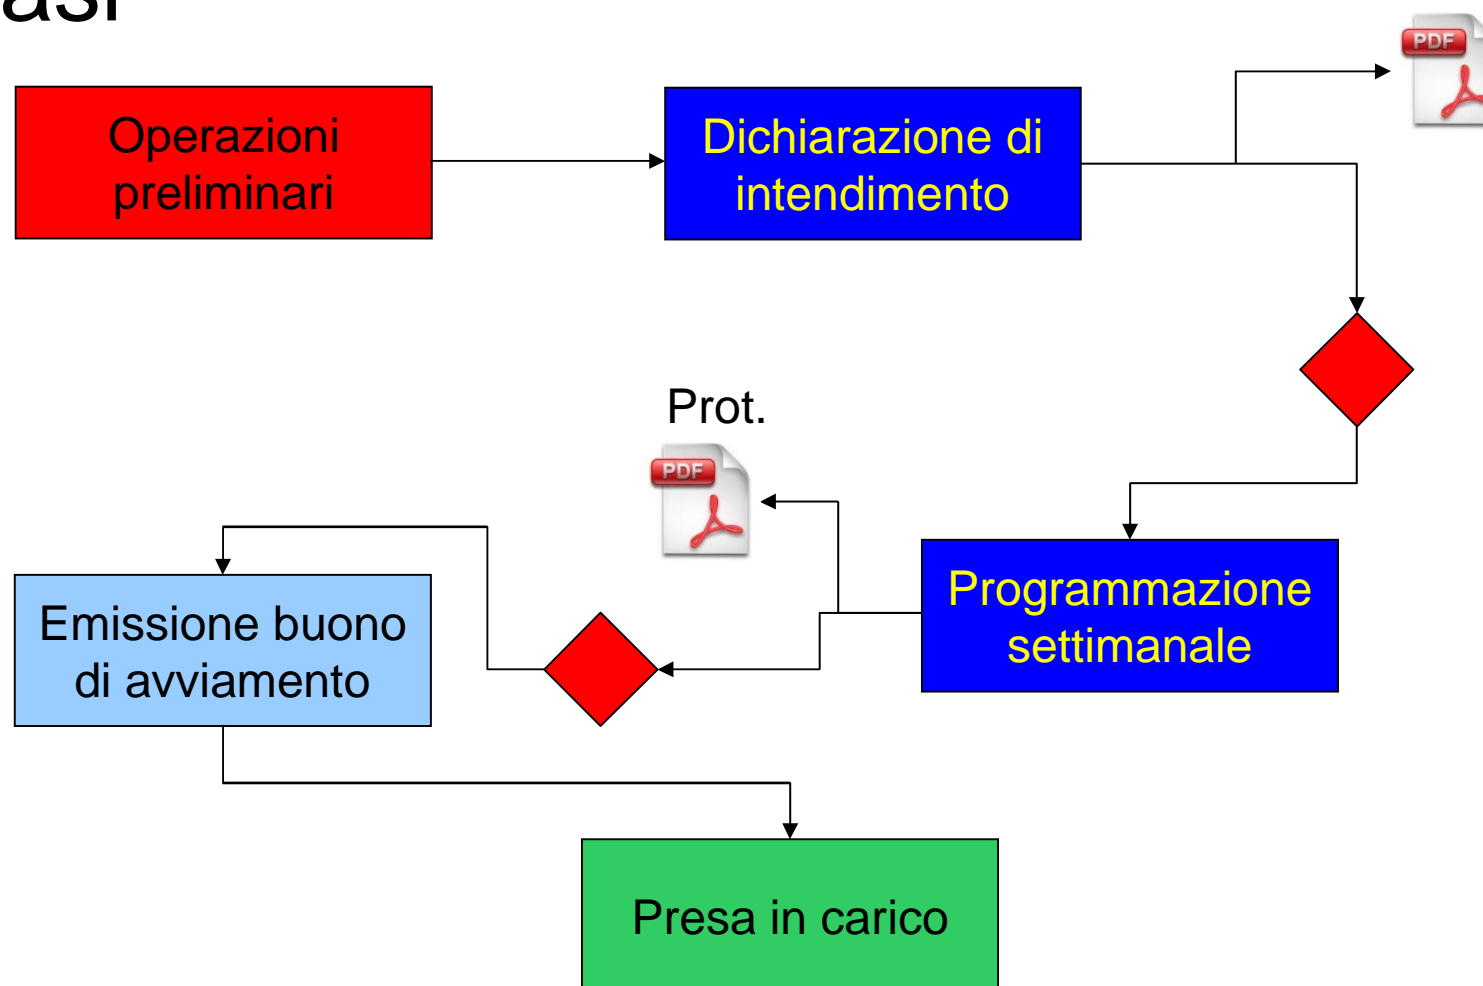 Operazioni
preliminari
Dichiarazione di
intendimento
PDF
Prot.
PDF
Programmazione
settimanale
Emissione buono
di avviamento
Presa in carico